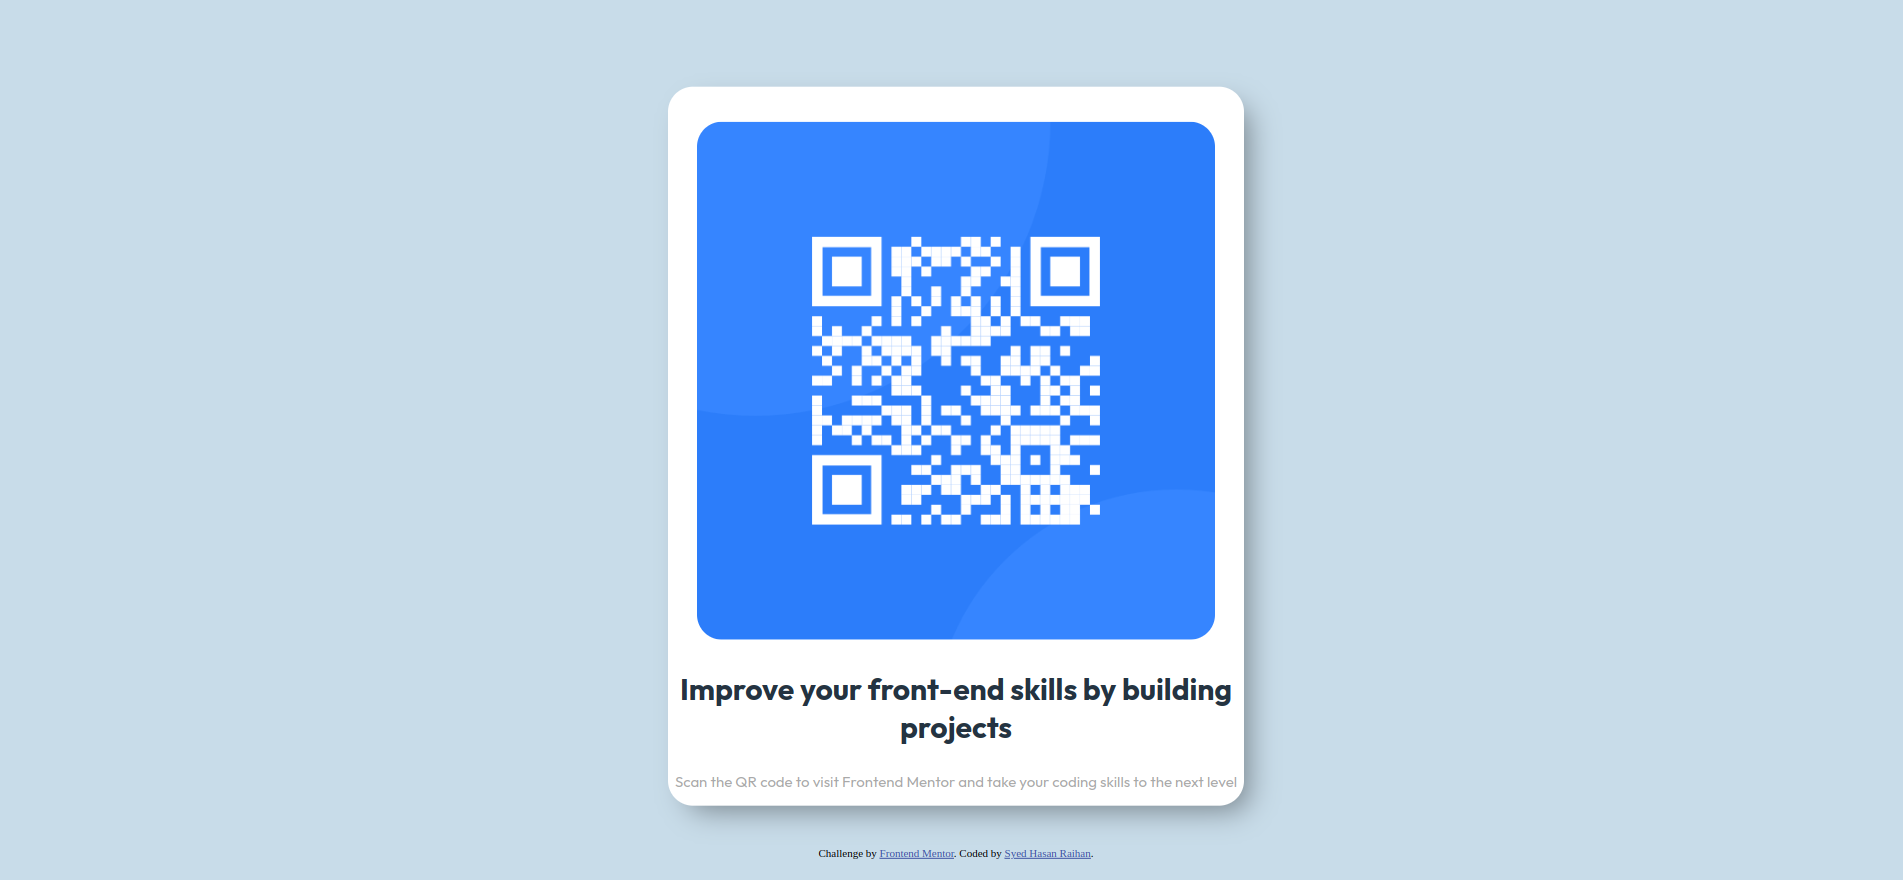 Improve your front-end skills by building
projects
Scan the QR code to visit Frontend Mentor and take your coding skills to the next level
Challenge by Frontend Mentor. Coded by Syed Hasan Raihan.